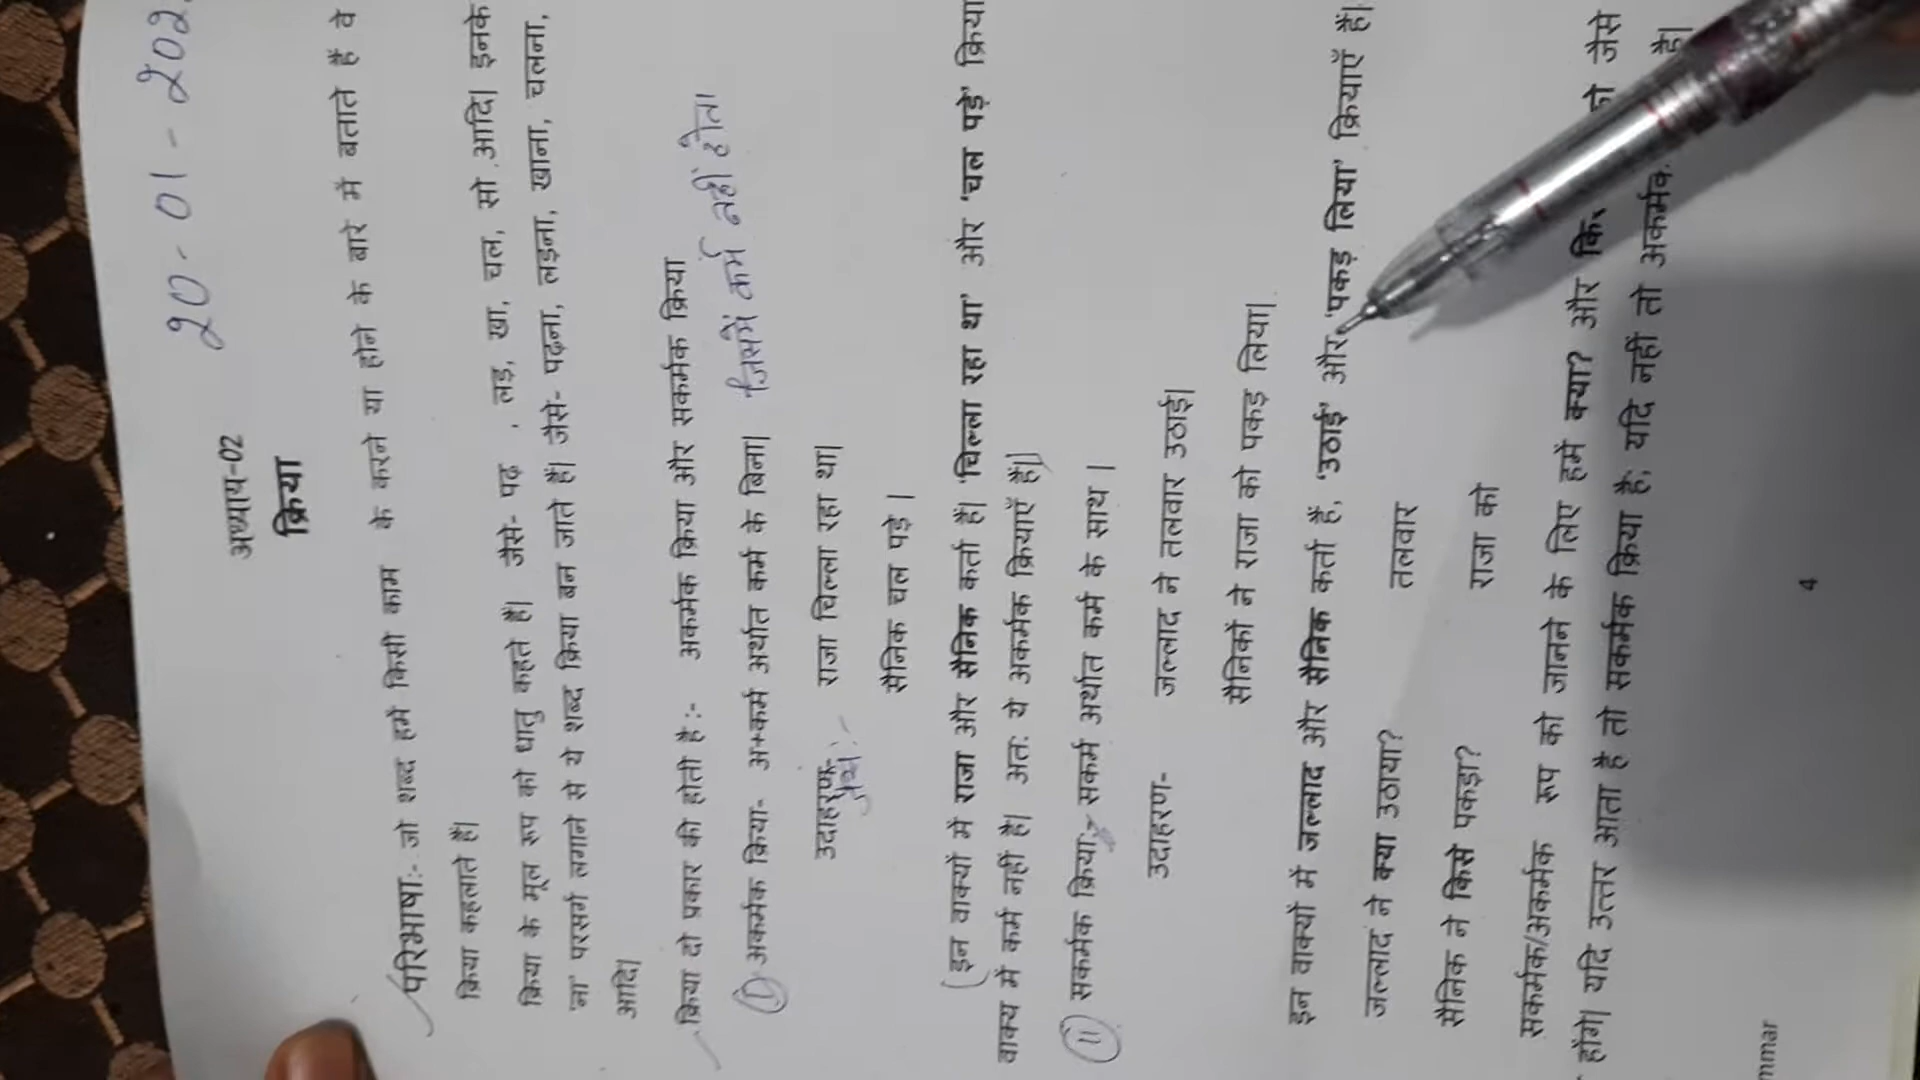 20-01-202
अध्याय-02
क्रिया
परिभाषा:- जो शब्द हमें किसी काम के करने या होने के बारे में बताते हैं वे
क्रिया कहलाते हैं।
क्रिया के मूल रूप को धातु कहते हैं। जैसे- पढ़ , लड़, खा, चल, सो आदि। इनके
ना' परसर्ग लगाने से ये शब्द क्रिया बन जाते हैं। जैसे- पढ़ना, लड़ना, खाना, चलना,
आदि।
क्रिया दो प्रकार की होती है:- अकर्मक क्रिया और सकर्मक क्रिया
(i) अकर्मक क्रिया- अ+कर्म अर्थात कर्म के बिना। जिसमें कर्म नहीं होता।
उदाहरण- राजा चिल्ला रहा था।
सैनिक चल पड़े ।
(इन वाक्यों में राजा और सैनिक कर्ता हैं। 'चिल्ला रहा था' और 'चल पड़े' क्रिया
वाक्य में कर्म नहीं है। अत: ये अकर्मक क्रियाएँ हैं।)
(ii) सकर्मक क्रिया:- सकर्म अर्थात कर्म के साथ ।
उदाहरण- जल्लाद ने तलवार उठाई।
सैनिकों ने राजा को पकड़ लिया।
इन वाक्यों में जल्लाद और सैनिक कर्ता हैं, 'उठाई' और 'पकड़ लिया' क्रियाएँ हैं।
जल्लाद ने क्या उठाया? तलवार
सैनिक ने किसे पकड़ा? राजा को
सकर्मक/अकर्मक रूप को जानने के लिए हमें क्या? और जैसे
होंगे। यदि उत्तर आता है तो सकर्मक क्रिया है; यदि नहीं तो अकर्मक है।
4
mmar